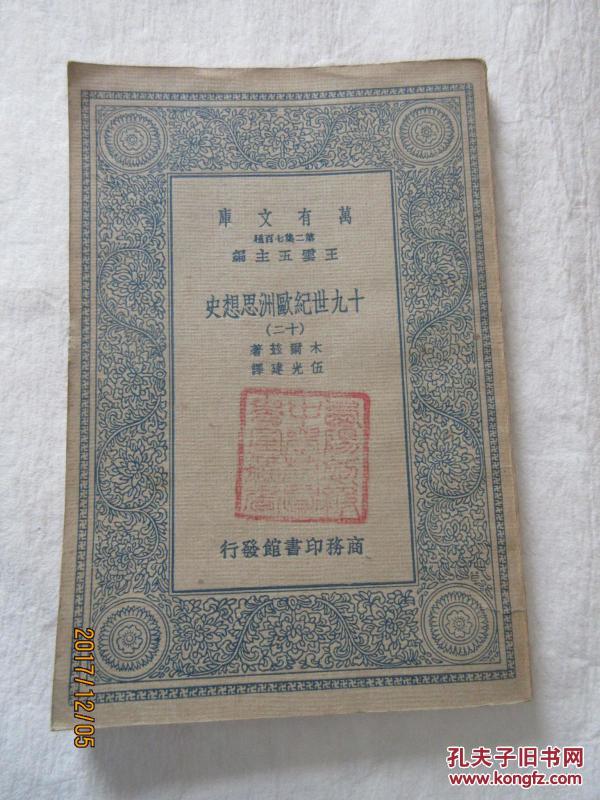 萬有文庫
第二集七百種
王雲五主編
十九世紀歐洲思想史
(十二)
木爾兹著
伍光建譯
商務印書館發行
2017/12/05
孔夫子旧书网
www.kongfz.com